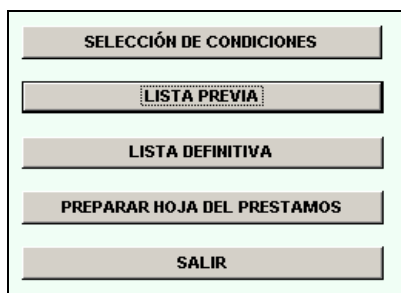 SELECCIÓN DE CONDICIONES
LISTA PREVIA
LISTA DEFINITIVA
PREPARAR HOJA DEL PRESTAMOS
SALIR